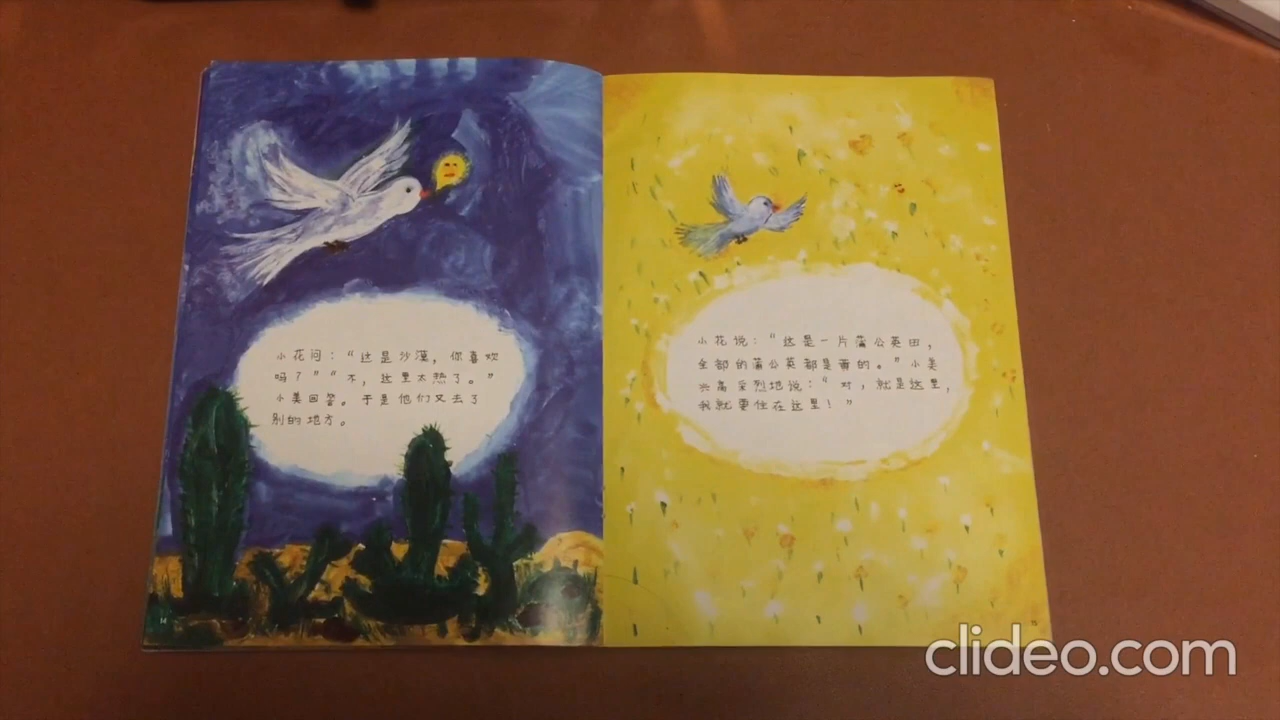 小花问：“这是沙漠，你喜欢
吗？”“不，这里太热了。”
小美回答。于是他们又去了
别的地方。
14
小花说：“这是一片蒲公英田，
全部的蒲公英都是黄的。”小美
兴高采烈地说：“对，就是这里，
我就要住在这里！”
15
clideo.com